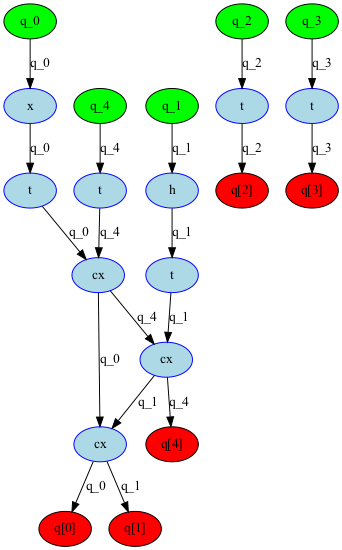 q_0 q_2 q_3
q_0 q_2 q_3
x q_4 q_1 t t
q_0 q_4 q_1 q_2 q_3
t t h q[2] q[3]
q_0 q_4 q_1
cx t
q_4 q_1
q_0 cx
q_1 q_4
cx q[4]
q_0 q_1
q[0] q[1]